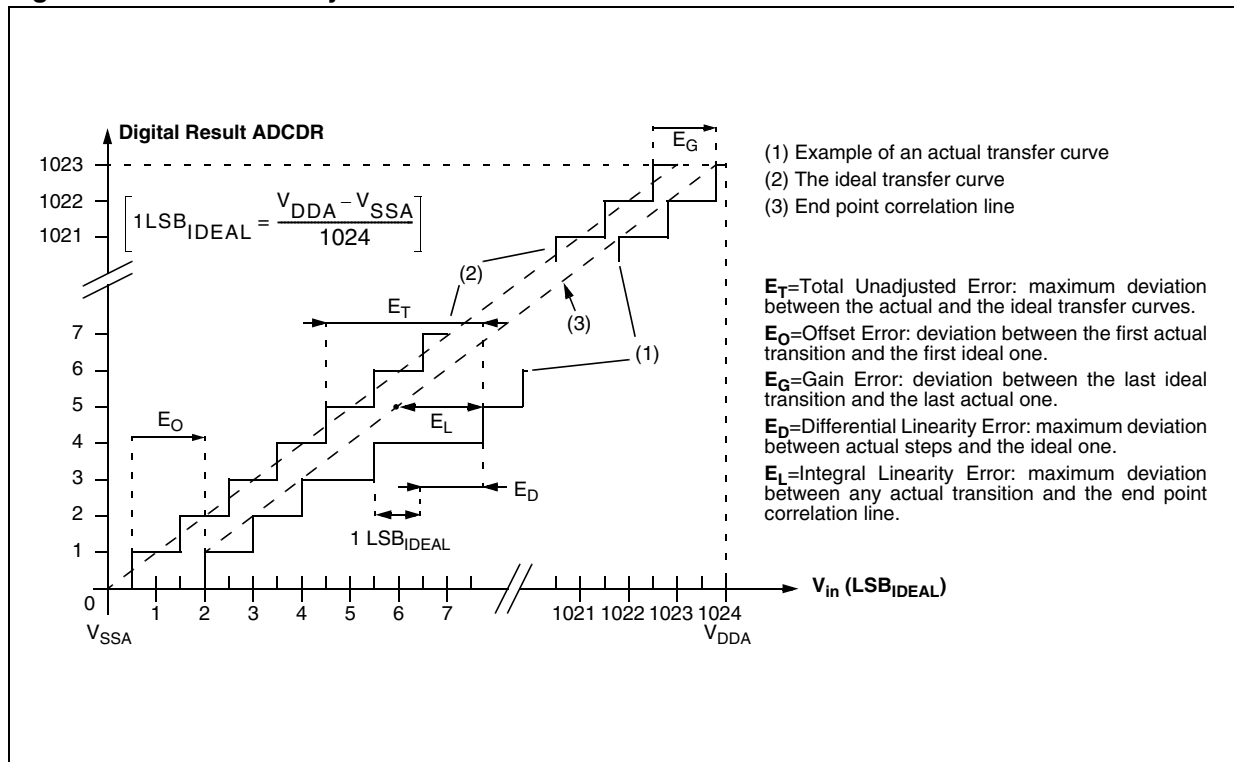 Digital Result ADCDR
1023
1022
1021
7
6
5
4
3
2
1
0
1LSB_IDEAL = (V_DDA – V_SSA) / 1024
E_G
(2)
E_T
(3)
(1)
E_O
E_L
E_D
1 LSB_IDEAL
1 2 3 4 5 6 7 1021 1022 1023 1024
V_SSA
V_DDA
V_in (LSB_IDEAL)
(1) Example of an actual transfer curve
(2) The ideal transfer curve
(3) End point correlation line
E_T=Total Unadjusted Error: maximum deviation
between the actual and the ideal transfer curves.
E_O=Offset Error: deviation between the first actual
transition and the first ideal one.
E_G=Gain Error: deviation between the last ideal
transition and the last actual one.
E_D=Differential Linearity Error: maximum deviation
between actual steps and the ideal one.
E_L=Integral Linearity Error: maximum deviation
between any actual transition and the end point
correlation line.